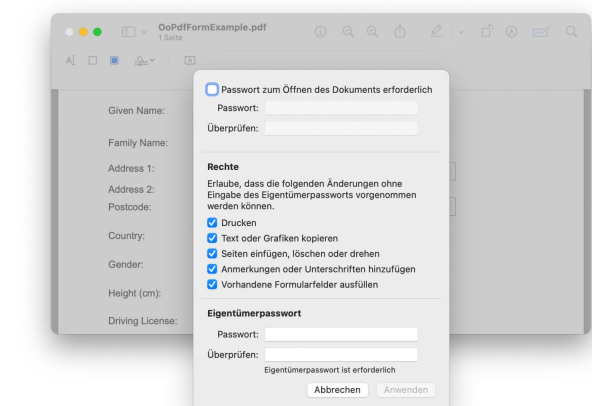 OoPdfFormExample.pdf
1 Seite
A
Passwort zum Öffnen des Dokuments erforderlich
Passwort:
Überprüfen:
Given Name:
Family Name:
Address 1:
Address 2:
Postcode:
Country:
Gender:
Height (cm):
Driving License:
Rechte
Erlaube, dass die folgenden Änderungen ohne
Eingabe des Eigentümerpassworts vorgenommen
werden können.
Drucken
Text oder Grafiken kopieren
Seiten einfügen, löschen oder drehen
Anmerkungen oder Unterschriften hinzufügen
Vorhandene Formularfelder ausfüllen
Eigentümerpasswort
Passwort:
Überprüfen:
Eigentümerpasswort ist erforderlich
Abbrechen Anwenden